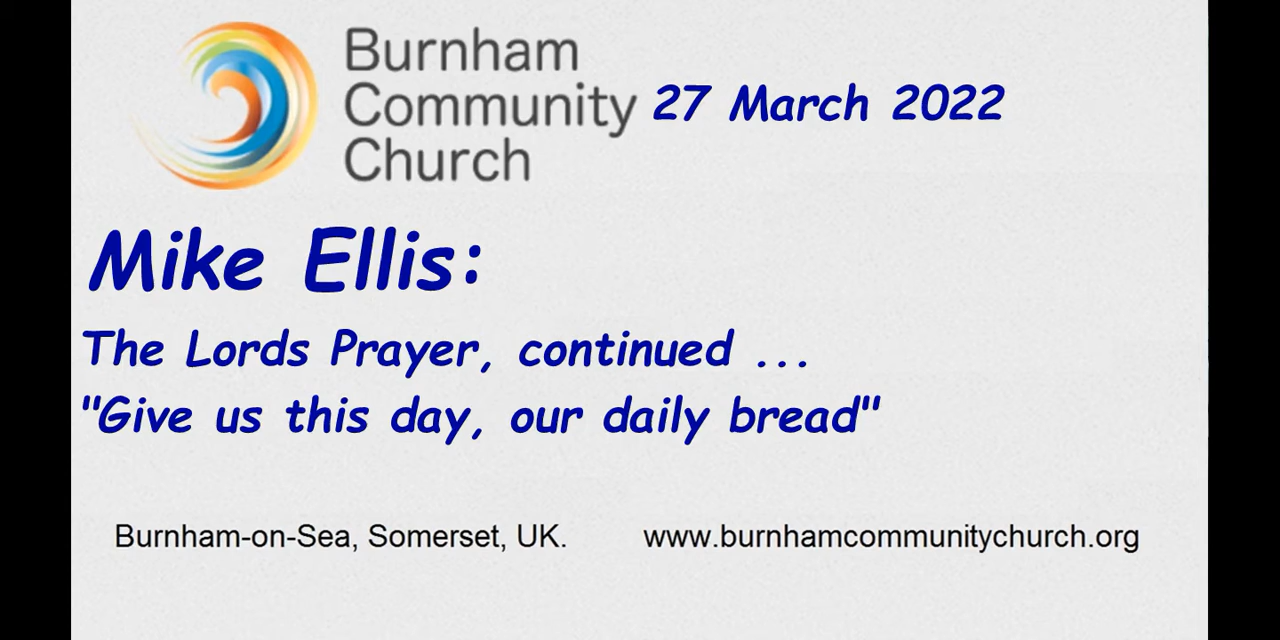 Burnham
Community
Church
27 March 2022
Mike Ellis:
The Lords Prayer, continued ...
"Give us this day, our daily bread"
Burnham-on-Sea, Somerset, UK.
www.burnhamcommunitychurch.org